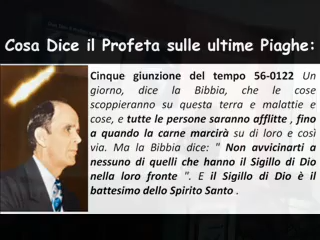 Cosa Dice il Profeta sulle ultime Piaghe:
Cinque giunzione del tempo 56-0122 Un
giorno, dice la Bibbia, che le cose
scoppieranno su questa terra e malattie e
cose, e tutte le persone saranno afflitte , fino
a quando la carne marcirà su di loro e così
via. Ma la Bibbia dice: " Non avvicinarti a
nessuno di quelli che hanno il Sigillo di Dio
nella loro fronte ". E il Sigillo di Dio è il
battesimo dello Spirito Santo .